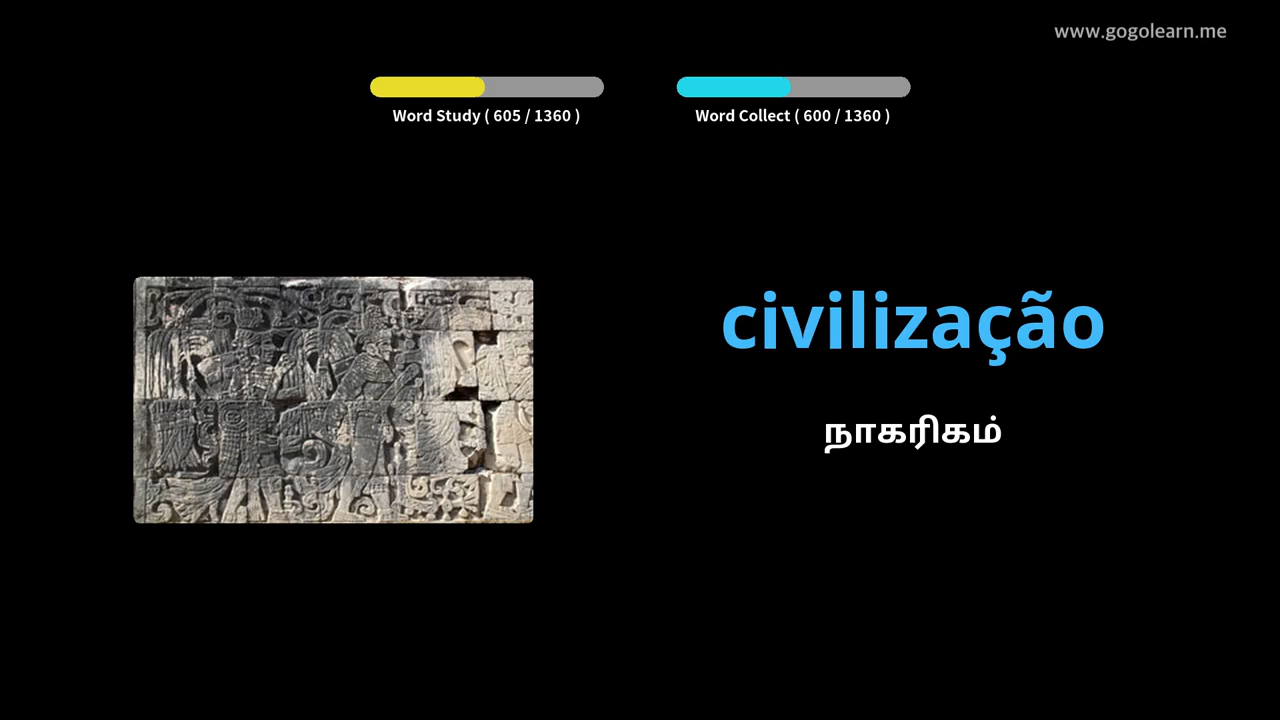 www.gogolearn.me
Word Study ( 605 / 1360 )
Word Collect ( 600 / 1360 )
civilização
நாகரிகம்